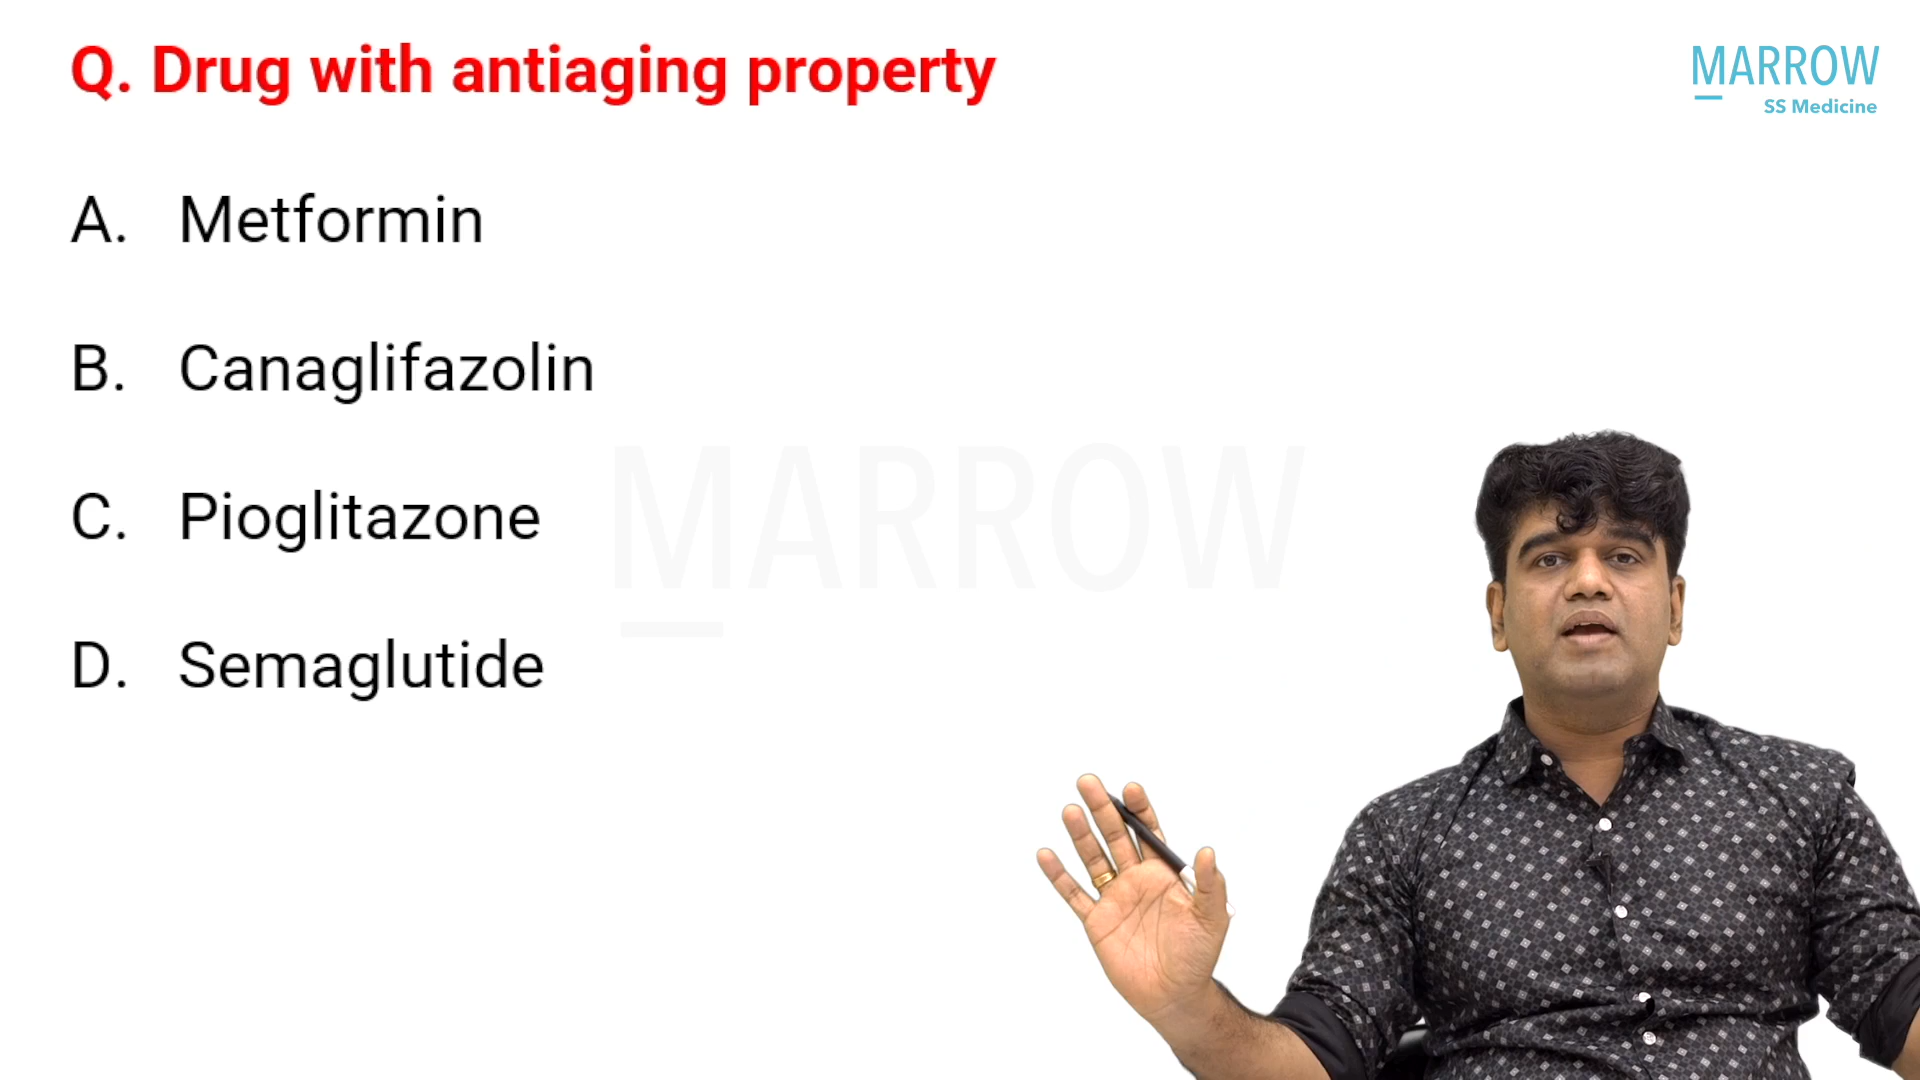 Q. Drug with antiaging property
MARROW
SS Medicine
A. Metformin
B. Canaglifazolin
C. Pioglitazone
D. Semaglutide
MARROW